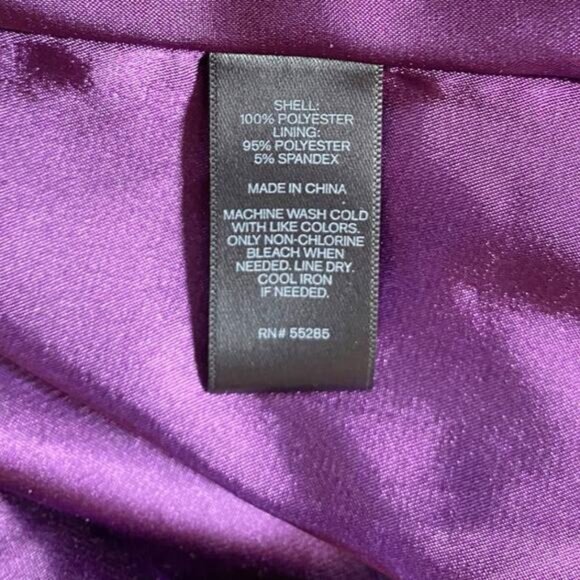 SHELL:
100% POLYESTER
LINING:
95% POLYESTER
5% SPANDEX
MADE IN CHINA
MACHINE WASH COLD
WITH LIKE COLORS.
ONLY NON-CHLORINE
BLEACH WHEN
NEEDED. LINE DRY.
COOL IRON
IF NEEDED.
RN# 55285